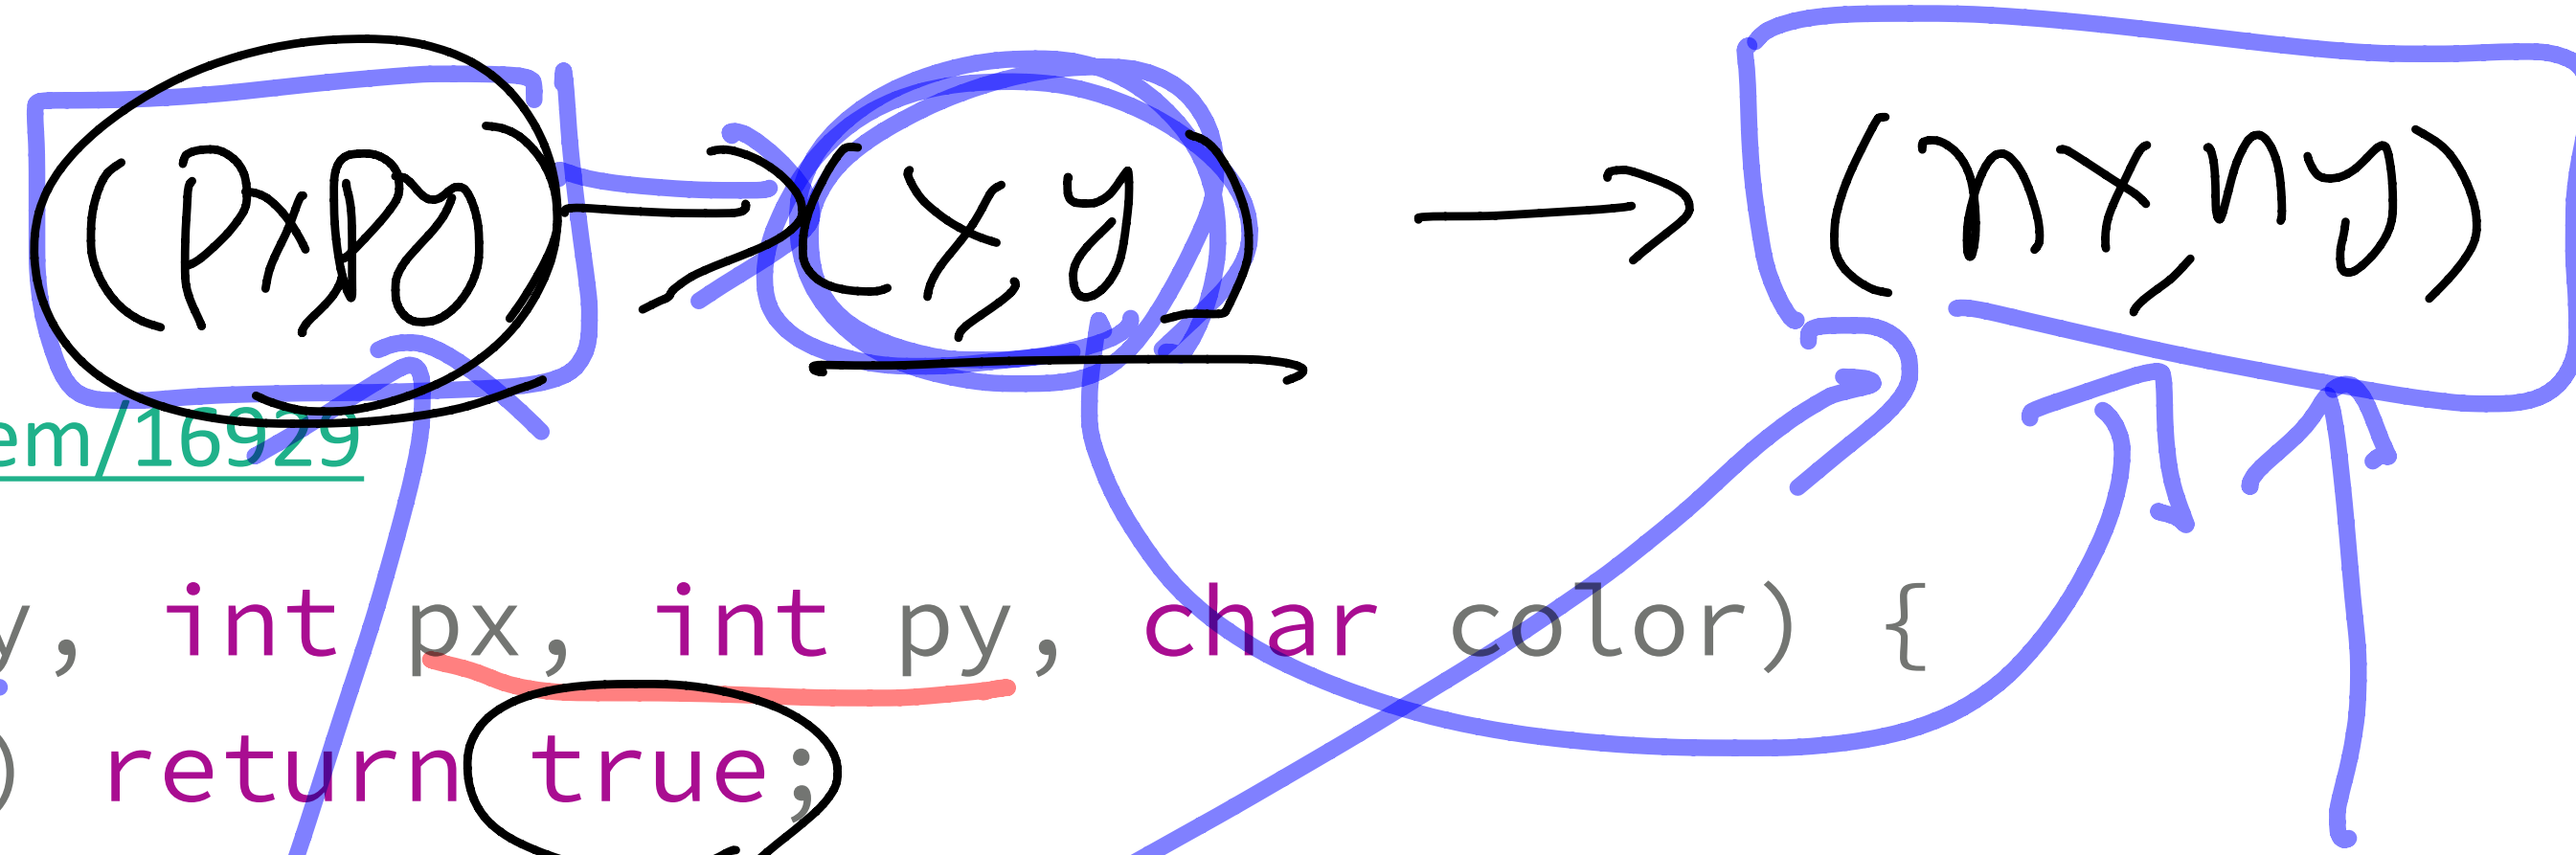 (px,py) → (x,y) → (nx,ny)
em/16929
y, int px, int py, char color) {
) return true;